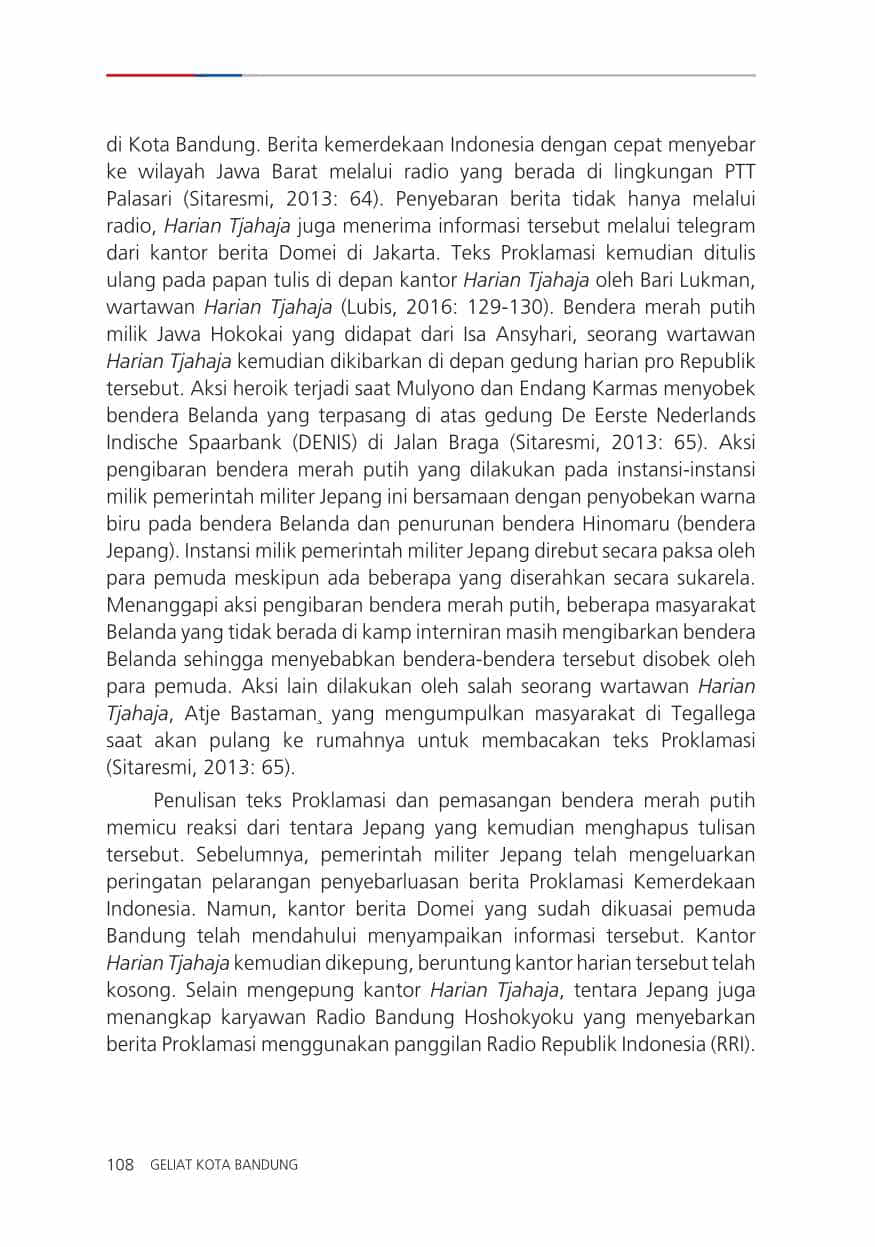 di Kota Bandung. Berita kemerdekaan Indonesia dengan cepat menyebar
ke wilayah Jawa Barat melalui radio yang berada di lingkungan PTT
Palasari (Sitaresmi, 2013: 64). Penyebaran berita tidak hanya melalui
radio, Harian Tjahaja juga menerima informasi tersebut melalui telegram
dari kantor berita Domei di Jakarta. Teks Proklamasi kemudian ditulis
ulang pada papan tulis di depan kantor Harian Tjahaja oleh Bari Lukman,
wartawan Harian Tjahaja (Lubis, 2016: 129-130). Bendera merah putih
milik Jawa Hokokai yang didapat dari Isa Ansyhari, seorang wartawan
Harian Tjahaja kemudian dikibarkan di depan gedung harian pro Republik
tersebut. Aksi heroik terjadi saat Mulyono dan Endang Karmas menyobek
bendera Belanda yang terpasang di atas gedung De Eerste Nederlands
Indische Spaarbank (DENIS) di Jalan Braga (Sitaresmi, 2013: 65). Aksi
pengibaran bendera merah putih yang dilakukan pada instansi-instansi
milik pemerintah militer Jepang ini bersamaan dengan penyobekan warna
biru pada bendera Belanda dan penurunan bendera Hinomaru (bendera
Jepang). Instansi milik pemerintah militer Jepang direbut secara paksa oleh
para pemuda meskipun ada beberapa yang diserahkan secara sukarela.
Menanggapi aksi pengibaran bendera merah putih, beberapa masyarakat
Belanda yang tidak berada di kamp interniran masih mengibarkan bendera
Belanda sehingga menyebabkan bendera-bendera tersebut disobek oleh
para pemuda. Aksi lain dilakukan oleh salah seorang wartawan Harian
Tjahaja, Atje Bastaman¸ yang mengumpulkan masyarakat di Tegallega
saat akan pulang ke rumahnya untuk membacakan teks Proklamasi
(Sitaresmi, 2013: 65).
Penulisan teks Proklamasi dan pemasangan bendera merah putih
memicu reaksi dari tentara Jepang yang kemudian menghapus tulisan
tersebut. Sebelumnya, pemerintah militer Jepang telah mengeluarkan
peringatan pelarangan penyebarluasan berita Proklamasi Kemerdekaan
Indonesia. Namun, kantor berita Domei yang sudah dikuasai pemuda
Bandung telah mendahului menyampaikan informasi tersebut. Kantor
Harian Tjahaja kemudian dikepung, beruntung kantor harian tersebut telah
kosong. Selain mengepung kantor Harian Tjahaja, tentara Jepang juga
menangkap karyawan Radio Bandung Hoshokyoku yang menyebarkan
berita Proklamasi menggunakan panggilan Radio Republik Indonesia (RRI).
108 GELIAT KOTA BANDUNG